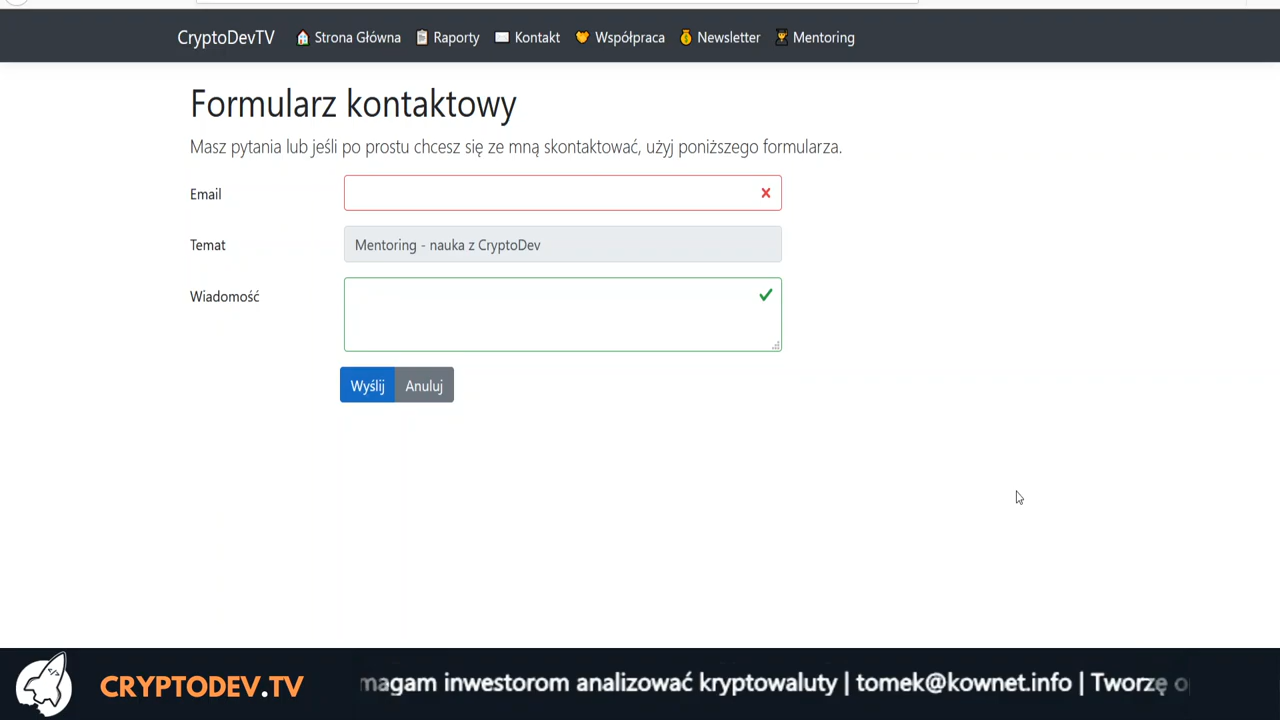 CryptoDevTV Strona Główna Raporty Kontakt Współpraca Newsletter Mentoring
Formularz kontaktowy
Masz pytania lub jeśli po prostu chcesz się ze mną skontaktować, użyj poniższego formularza.
Email
Temat Mentoring - nauka z CryptoDev
Wiadomość
Wyślij Anuluj
CRYPTODEV.TV magam inwestorom analizować kryptowaluty | tomek@kownet.info | Tworzę o